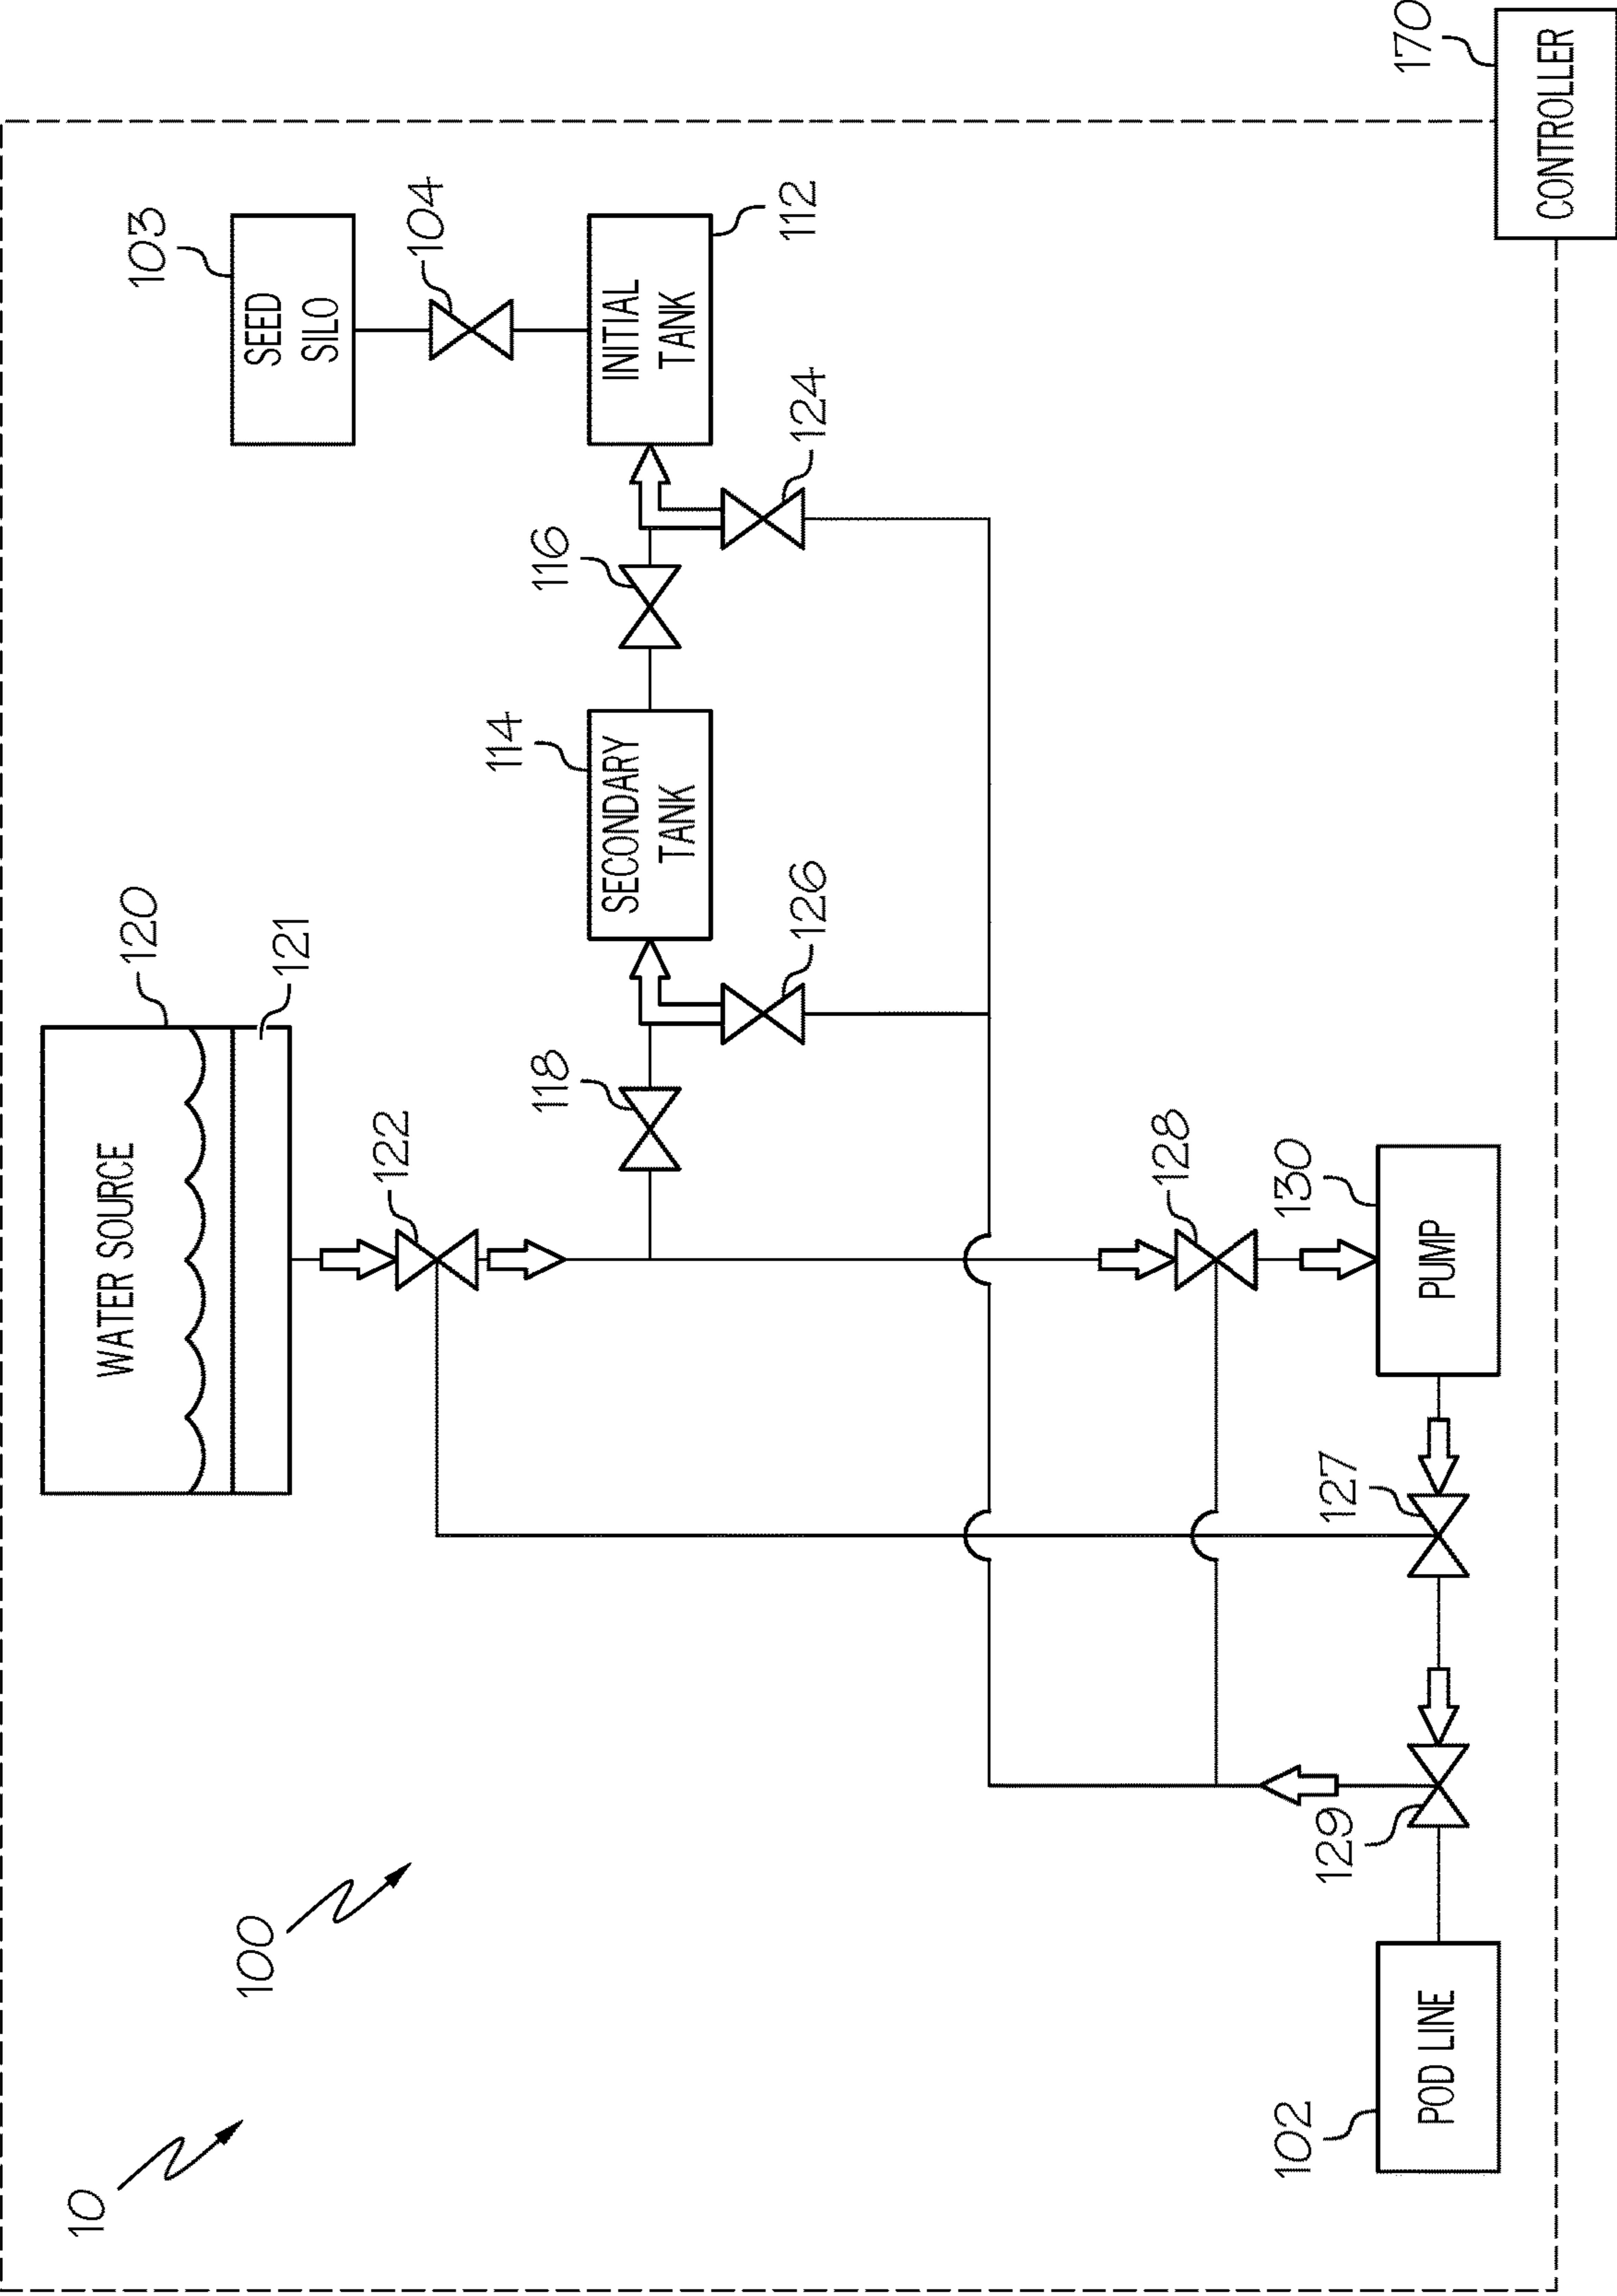 10
WATER SOURCE
120
103
100
121
SEED
SILO
122
104
114
118
116
SECONDARY
TANK
INITIAL
TANK
126
124
112
128
102
130
129
127
POD LINE
PUMP
170
CONTROLLER